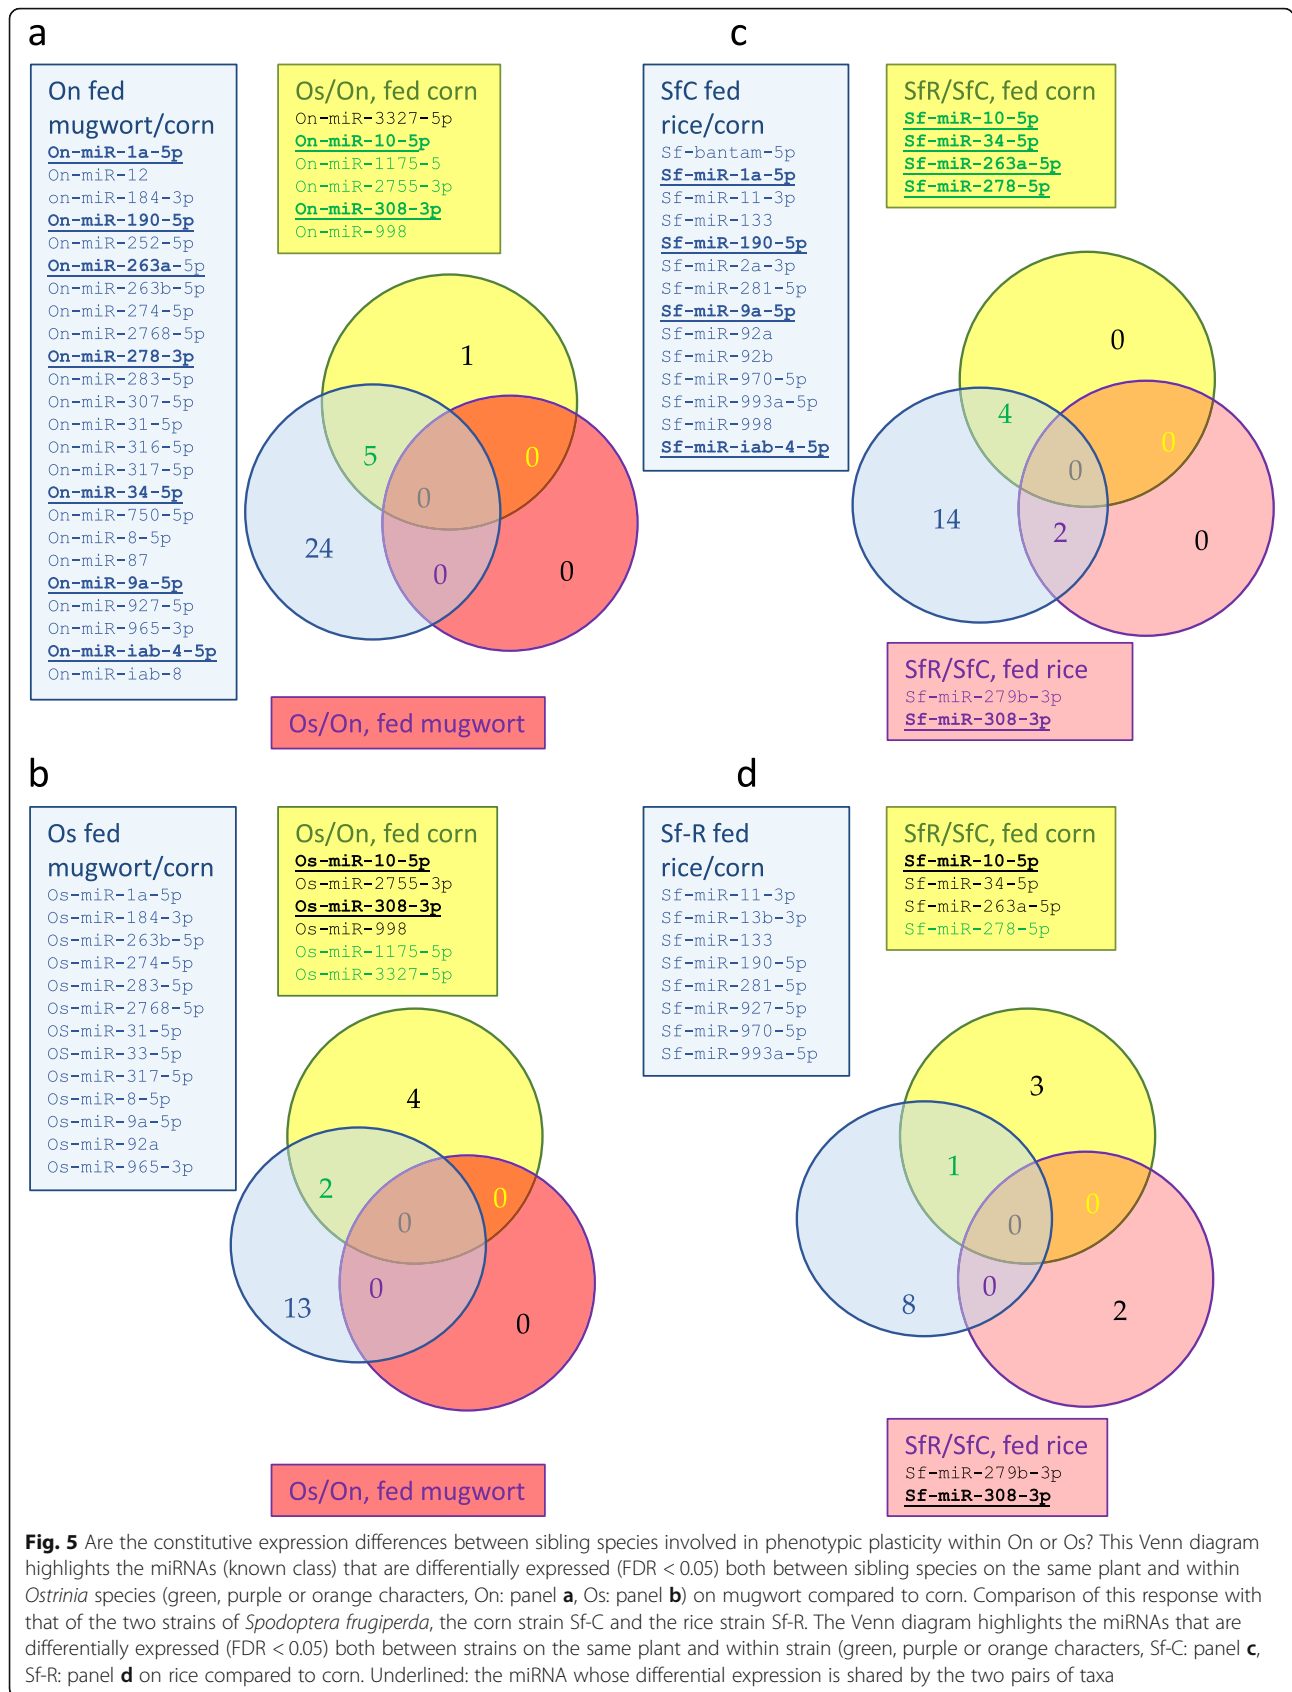 a
On fed
mugwort/corn
On-miR-1a-5p
On-miR-12
on-miR-184-3p
On-miR-190-5p
On-miR-252-5p
On-miR-263a-5p
On-miR-263b-5p
On-miR-274-5p
On-miR-2768-5p
On-miR-278-3p
On-miR-283-5p
On-miR-307-5p
On-miR-31-5p
On-miR-316-5p
On-miR-317-5p
On-miR-34-5p
On-miR-750-5p
On-miR-8-5p
On-miR-87
On-miR-9a-5p
On-miR-927-5p
On-miR-965-3p
On-miR-iab-4-5p
On-miR-iab-8
Os/On, fed corn
On-miR-3327-5p
On-miR-10-5p
On-miR-1175-5
On-miR-2755-3p
On-miR-308-3p
On-miR-998
1
5
0
0
24
0
0
Os/On, fed mugwort
c
SfC fed
rice/corn
Sf-bantam-5p
Sf-miR-1a-5p
Sf-miR-11-3p
Sf-miR-133
Sf-miR-190-5p
Sf-miR-2a-3p
Sf-miR-281-5p
Sf-miR-9a-5p
Sf-miR-92a
Sf-miR-92b
Sf-miR-970-5p
Sf-miR-993a-5p
Sf-miR-998
Sf-miR-iab-4-5p
SfR/SfC, fed corn
Sf-miR-10-5p
Sf-miR-34-5p
Sf-miR-263a-5p
Sf-miR-278-5p
0
4
0
0
14
2
0
SfR/SfC, fed rice
Sf-miR-279b-3p
Sf-miR-308-3p
b
Os fed
mugwort/corn
Os-miR-1a-5p
Os-miR-184-3p
Os-miR-263b-5p
Os-miR-274-5p
Os-miR-283-5p
Os-miR-2768-5p
OS-miR-31-5p
OS-miR-33-5p
Os-miR-317-5p
Os-miR-8-5p
Os-miR-9a-5p
Os-miR-92a
Os-miR-965-3p
Os/On, fed corn
Os-miR-10-5p
Os-miR-2755-3p
Os-miR-308-3p
Os-miR-998
Os-miR-1175-5p
Os-miR-3327-5p
4
2
0
0
0
13
0
Os/On, fed mugwort
d
Sf-R fed
rice/corn
Sf-miR-11-3p
Sf-miR-13b-3p
Sf-miR-133
Sf-miR-190-5p
Sf-miR-281-5p
Sf-miR-927-5p
Sf-miR-970-5p
Sf-miR-993a-5p
SfR/SfC, fed corn
Sf-miR-10-5p
Sf-miR-34-5p
Sf-miR-263a-5p
Sf-miR-278-5p
3
1
0
0
0
8
2
SfR/SfC, fed rice
Sf-miR-279b-3p
Sf-miR-308-3p
Fig. 5 Are the constitutive expression differences between sibling species involved in phenotypic plasticity within On or Os? This Venn diagram
highlights the miRNAs (known class) that are differentially expressed (FDR < 0.05) both between sibling species on the same plant and within
Ostrinia species (green, purple or orange characters, On: panel a, Os: panel b) on mugwort compared to corn. Comparison of this response with
that of the two strains of Spodoptera frugiperda, the corn strain Sf-C and the rice strain Sf-R. The Venn diagram highlights the miRNAs that are
differentially expressed (FDR < 0.05) both between strains on the same plant and within strain (green, purple or orange characters, Sf-C: panel c,
Sf-R: panel d on rice compared to corn. Underlined: the miRNA whose differential expression is shared by the two pairs of taxa